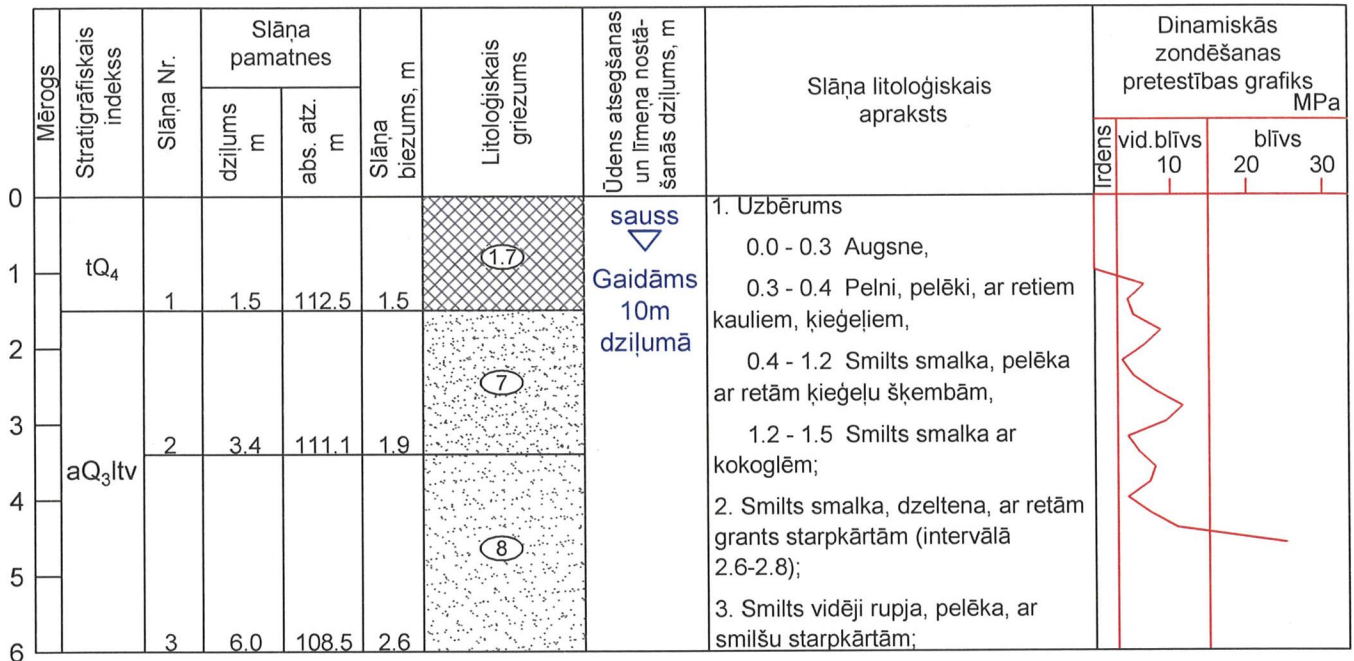 Mērogs
Stratigrāfiskais
indekss
Slāņa Nr.
Slāņa
pamatnes
dziļums
m
abs. atz.
m
Slāņa
biezums, m
Litoloģiskais
griezums
Ūdens atsegšanas
un līmeņa nostā-
šanās dziļums, m
Slāņa litoloģiskais
apraksts
Dinamiskās
zondēšanas
pretestības grafiks
MPa
Irdens
vid.blīvs
blīvs
10 20 30
0
1
2
3
4
5
6
tQ₄
1 1.5 112.5 1.5
1.7
aQ₃ltv
2 3.4 111.1 1.9
7
3 6.0 108.5 2.6
8
sauss
Gaidāms
10m
dziļumā
1. Uzbērums
0.0 - 0.3 Augsne,
0.3 - 0.4 Pelni, pelēki, ar retiem
kauliem, ķieģeļiem,
0.4 - 1.2 Smilts smalka, pelēka
ar retām ķieģeļu šķembām,
1.2 - 1.5 Smilts smalka ar
kokoglēm;
2. Smilts smalka, dzeltena, ar retām
grants starpkārtām (intervālā
2.6-2.8);
3. Smilts vidēji rupja, pelēka, ar
smilšu starpkārtām;